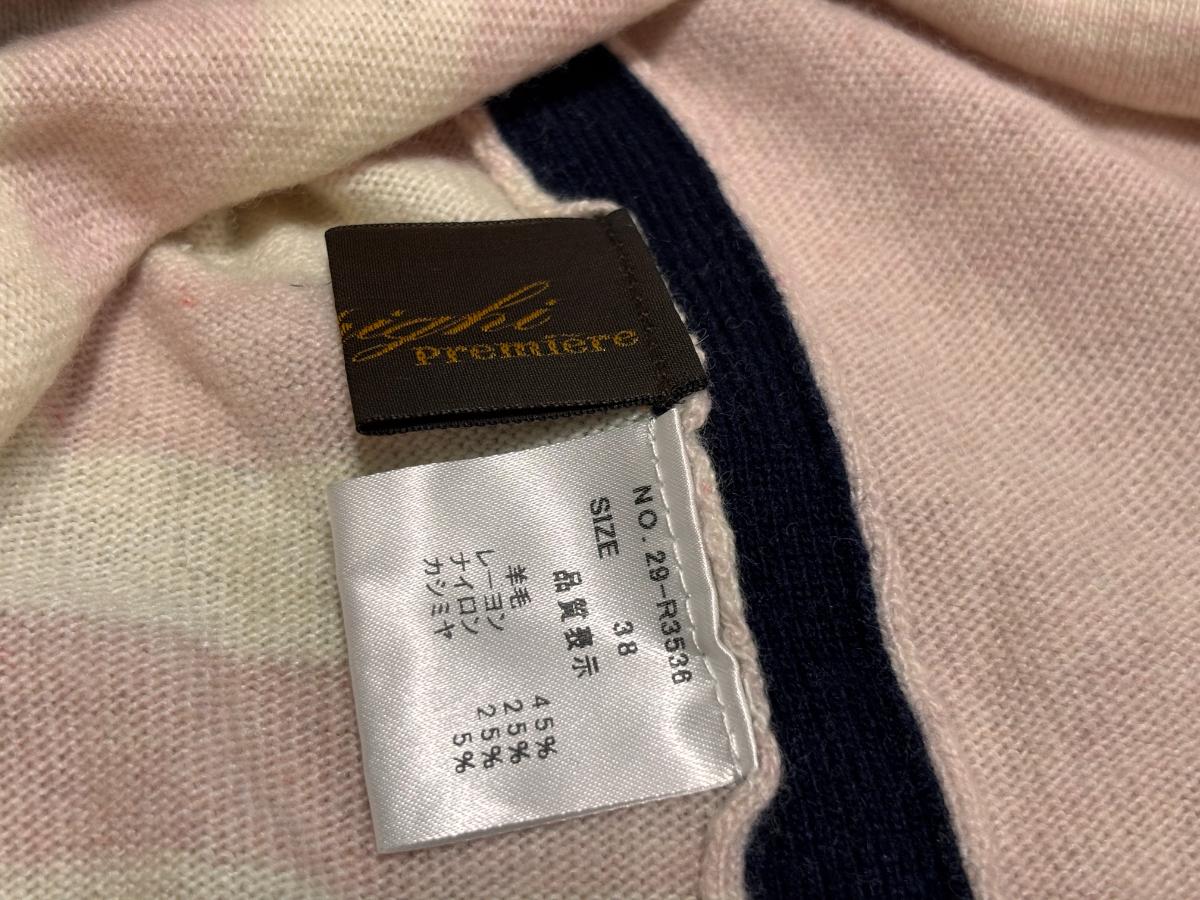 première
NO. 29-R3536
SIZE 38
品質表示
羊毛 45%
レーヨン 25%
ナイロン 25%
カシミヤ 5%